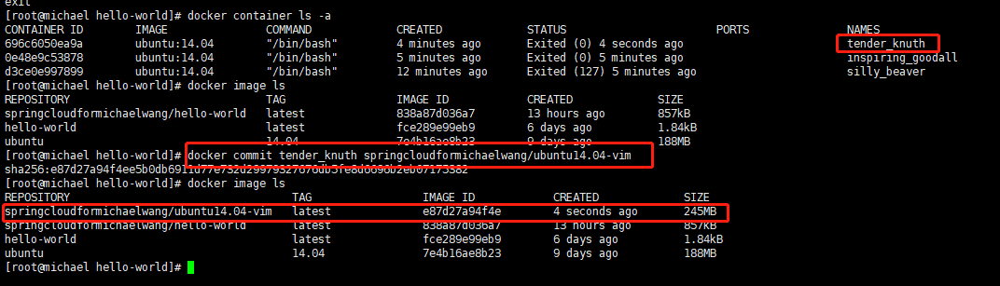 exit
[root@michael hello-world]# docker container ls -a
CONTAINER ID IMAGE COMMAND CREATED STATUS PORTS NAMES
696c6050ea9a ubuntu:14.04 "/bin/bash" 4 minutes ago Exited (0) 4 seconds ago tender_knuth
0e48e9c53878 ubuntu:14.04 "/bin/bash" 5 minutes ago Exited (0) 5 minutes ago inspiring_goodall
d3ce0e997899 ubuntu:14.04 "/bin/bash" 12 minutes ago Exited (127) 5 minutes ago silly_beaver
[root@michael hello-world]# docker image ls
REPOSITORY TAG IMAGE ID CREATED SIZE
springcloudformichaelwang/hello-world latest 838a87d036a7 13 hours ago 857kB
hello-world latest fce289e99eb9 6 days ago 1.84kB
ubuntu 14.04 7e4b16ae8b23 9 days ago 188MB
[root@michael hello-world]# docker commit tender_knuth springcloudformichaelwang/ubuntu14.04-vim
[root@michael hello-world]# docker image ls
REPOSITORY TAG IMAGE ID CREATED SIZE
springcloudformichaelwang/ubuntu14.04-vim latest e87d27a94f4e 4 seconds ago 245MB
springcloudformichaelwang/hello-world latest 838a87d036a7 13 hours ago 857kB
hello-world latest fce289e99eb9 6 days ago 1.84kB
ubuntu 14.04 7e4b16ae8b23 9 days ago 188MB
[root@michael hello-world]#